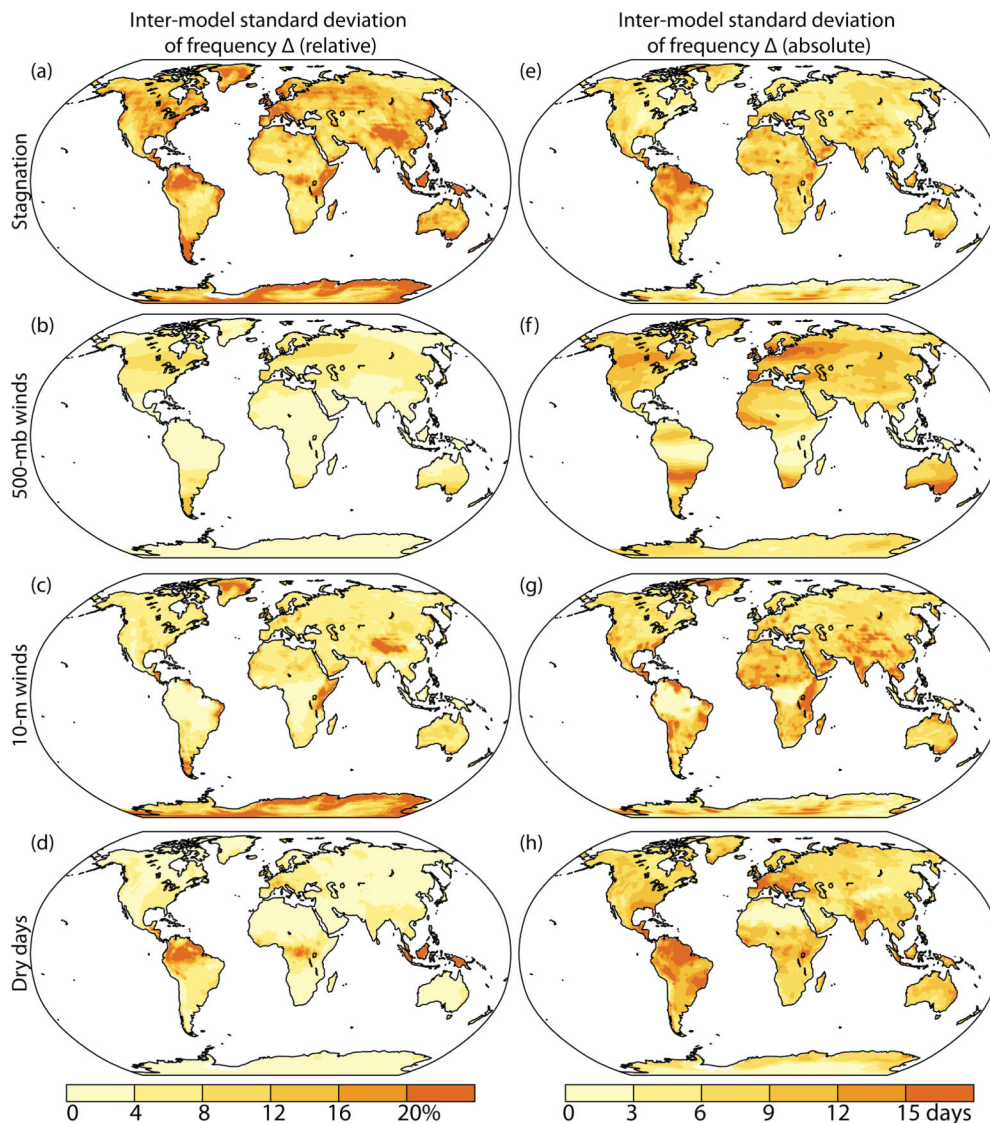 Inter-model standard deviation
of frequency Δ (relative)
Inter-model standard deviation
of frequency Δ (absolute)
(a)
(e)
Stagnation
(b)
(f)
500-mb winds
(c)
(g)
10-m winds
(d)
(h)
Dry days
0 4 8 12 16 20%
0 3 6 9 12 15 days